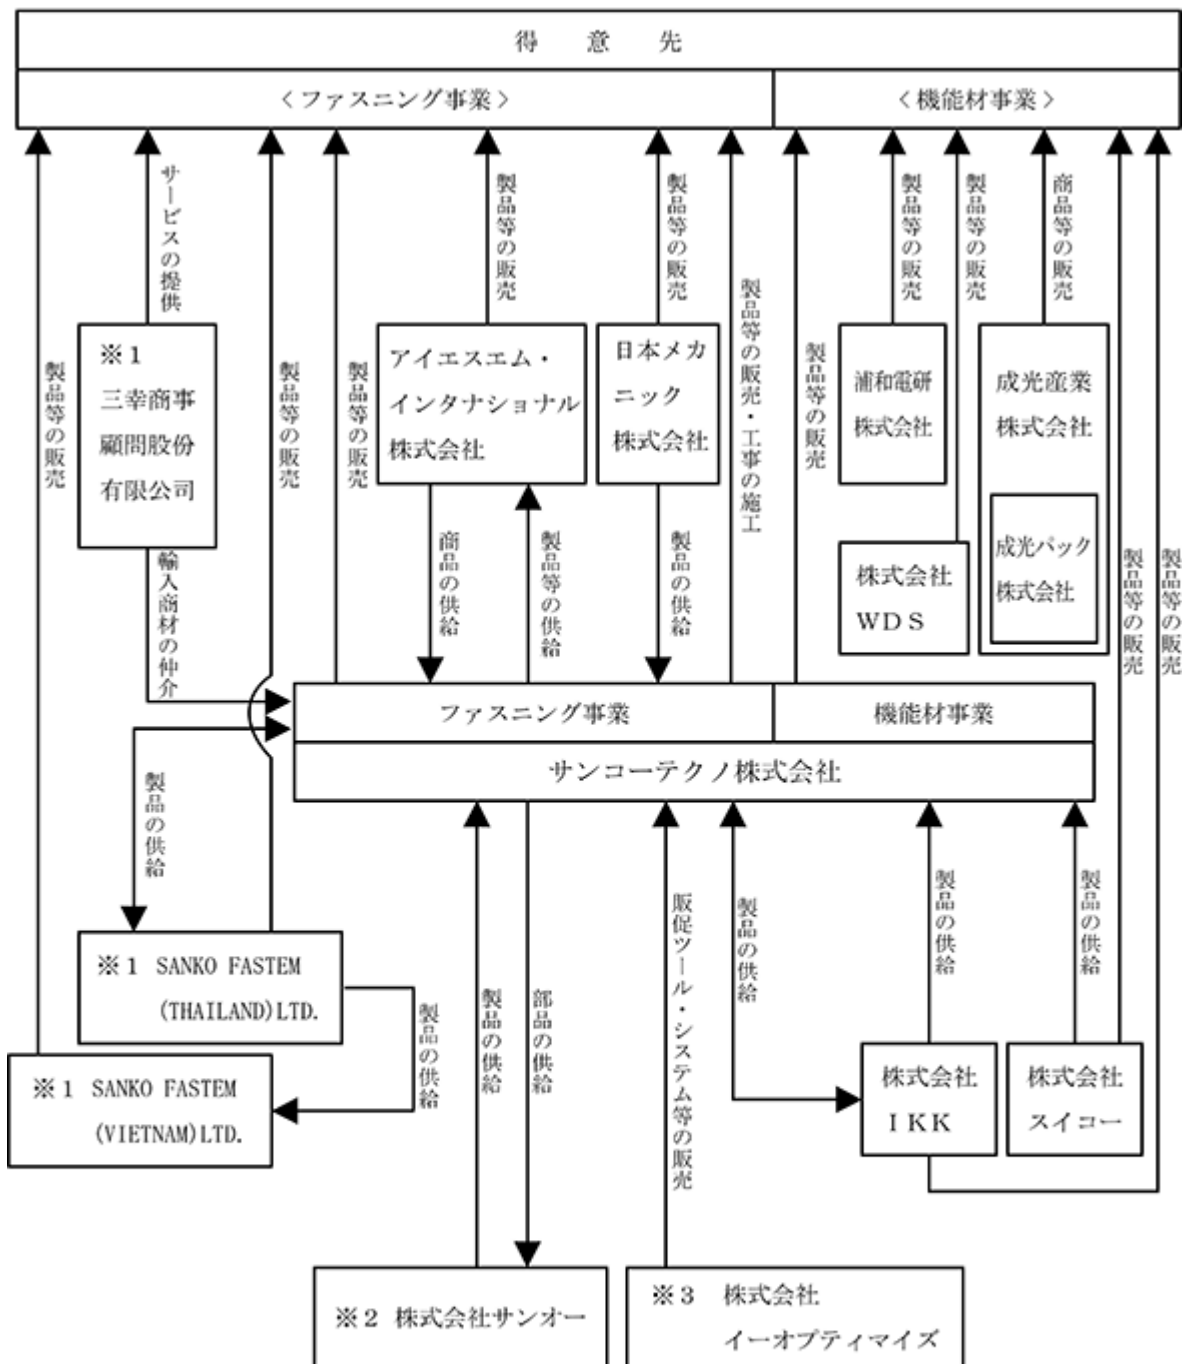 得意先
＜ファスニング事業＞
＜機能材事業＞
サービスの提供
製品等の販売
製品等の販売
製品等の販売
製品等の販売
商品等の販売
※1
三幸商事
顧問股份
有限公司
アイエスエム・
インタナショナル
株式会社
日本メカ
ニック
株式会社
浦和電研
株式会社
成光産業
株式会社
成光パック
株式会社
株式会社
WDS
製品等の販売
製品等の販売
製品等の販売
製品等の販売・工事の施工
製品等の販売
輸入商材の仲介
商品の供給
製品等の供給
製品の供給
製品等の販売
製品等の販売
ファスニング事業
機能材事業
サンコーテクノ株式会社
製品の供給
※1 SANKO FASTEM
(THAILAND)LTD.
製品の供給
※1 SANKO FASTEM
(VIETNAM)LTD.
製品の供給
部品の供給
販促ツール・システム等の販売
製品の供給
製品の供給
製品の供給
株式会社
IKK
株式会社
スイコー
※2 株式会社サンオー
※3 株式会社
イーオプティマイズ